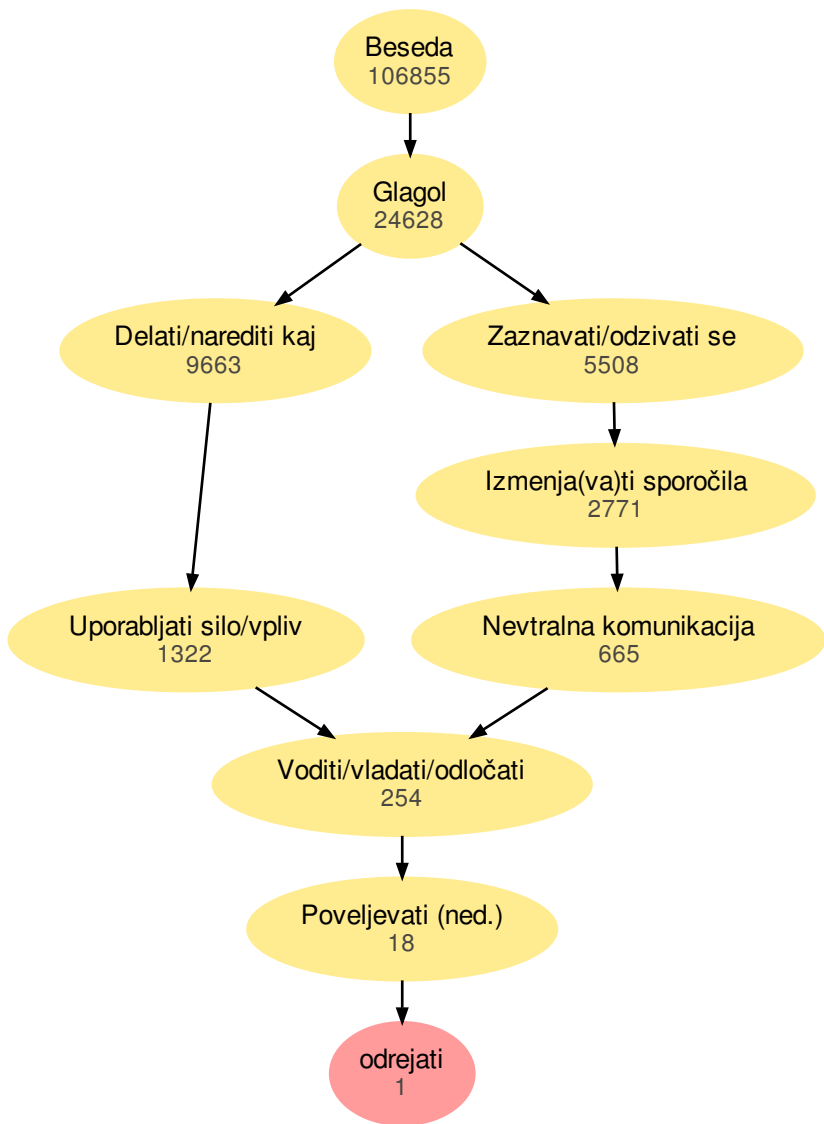 Beseda
106855
Glagol
24628
Delati/narediti kaj
9663
Zaznavati/odzivati se
5508
Izmenja(va)ti sporočila
2771
Uporabljati silo/vpliv
1322
Nevtralna komunikacija
665
Voditi/vladati/odločati
254
Poveljevati (ned.)
18
odrejati
1